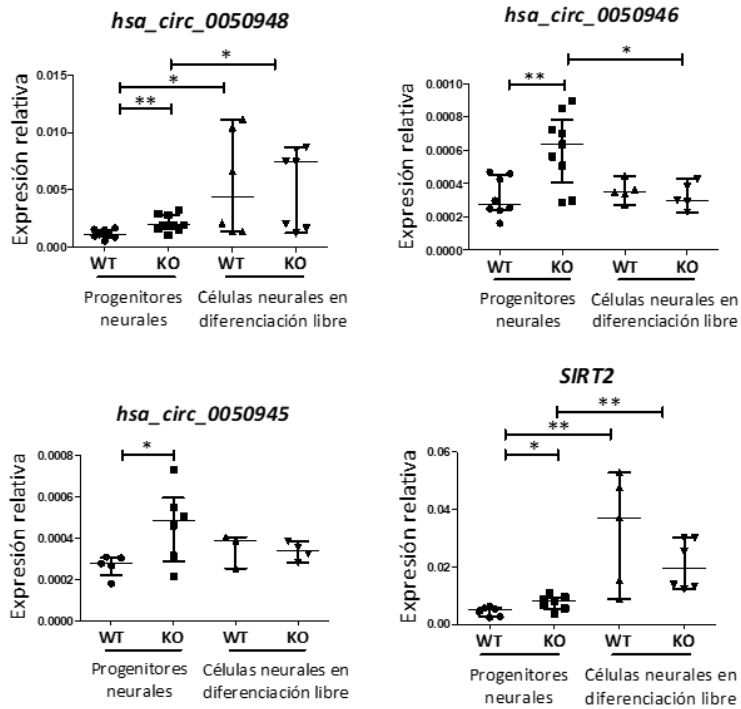 hsa_circ_0050948
*
*
**
Expresión relativa
0.015
0.010
0.005
0.000
WT KO WT KO
Progenitores neurales
Células neurales en diferenciación libre
hsa_circ_0050946
*
**
Expresión relativa
0.0010
0.0008
0.0006
0.0004
0.0002
0.0000
WT KO WT KO
Progenitores neurales
Células neurales en diferenciación libre
hsa_circ_0050945
*
Expresión relativa
0.0008
0.0006
0.0004
0.0002
0.0000
WT KO WT KO
Progenitores neurales
Células neurales en diferenciación libre
SIRT2
**
**
*
Expresión relativa
0.06
0.04
0.02
0.00
WT KO WT KO
Progenitores neurales
Células neurales en diferenciación libre